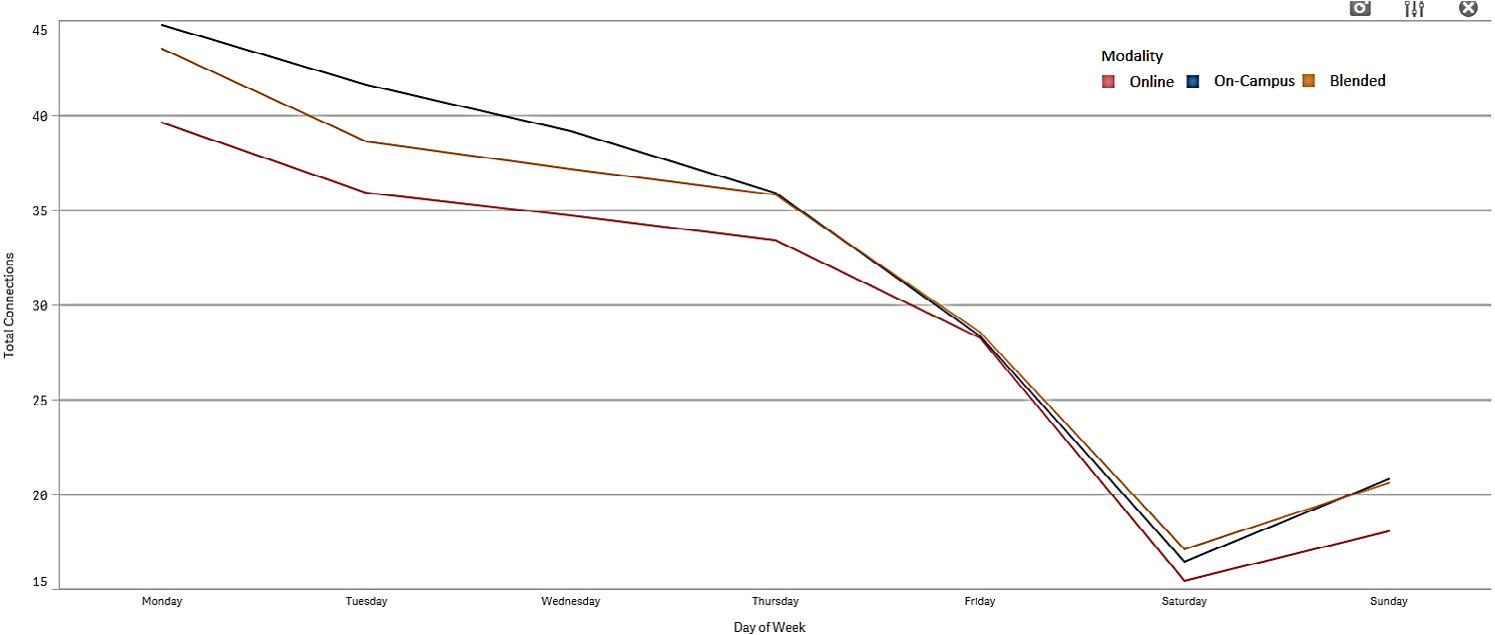 45
Modality
Online On-Campus Blended
40
35
Total Connections
30
25
20
15
Monday Tuesday Wednesday Thursday Friday Saturday Sunday
Day of Week